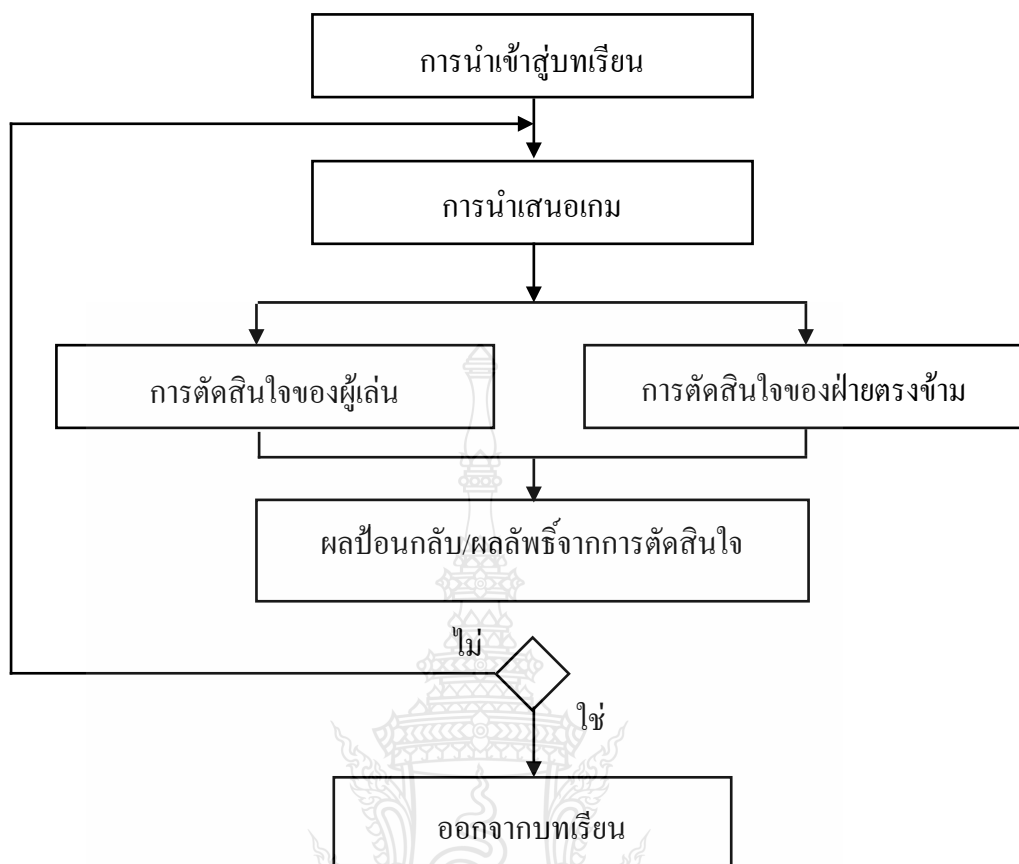 การนำเข้าสู่บทเรียน
การนำเสนอเกม
การตัดสินใจของผู้เล่น
การตัดสินใจของฝ่ายตรงข้าม
ผลป้อนกลับ/ผลลัพธิ์จากการตัดสินใจ
ไม่
ใช่
ออกจากบทเรียน